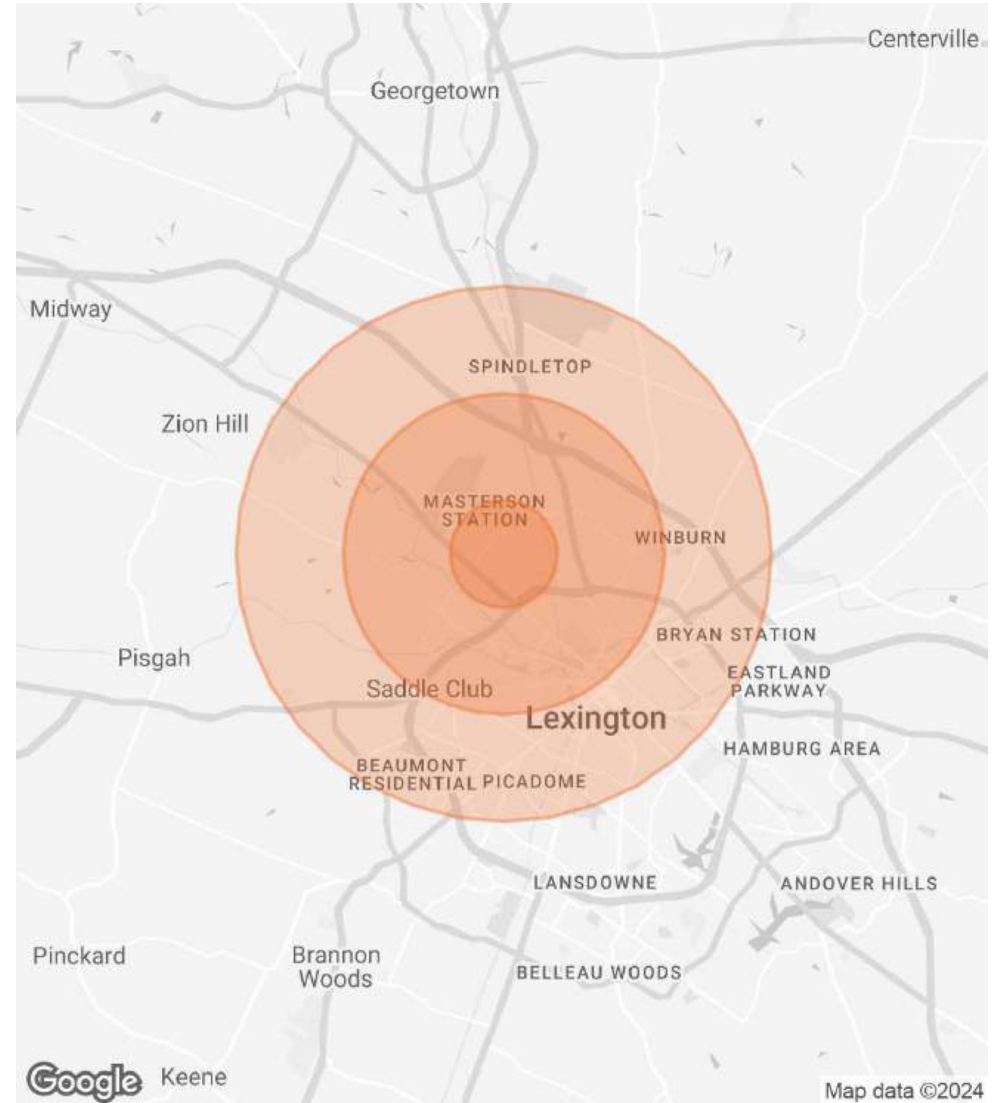 Centerville
Georgetown
Midway
SPINDLETOP
Zion Hill
MASTERSON
STATION
WINBURN
BRYAN STATION
Pisgah
EASTLAND
PARKWAY
Saddle Club
Lexington
HAMBURG AREA
BEAUMONT
RESIDENTIAL
PICADOME
LANSDOWNE
ANDOVER HILLS
Pinckard
Brannon
Woods
BELLEAU WOODS
Google
Keene
Map data ©2024